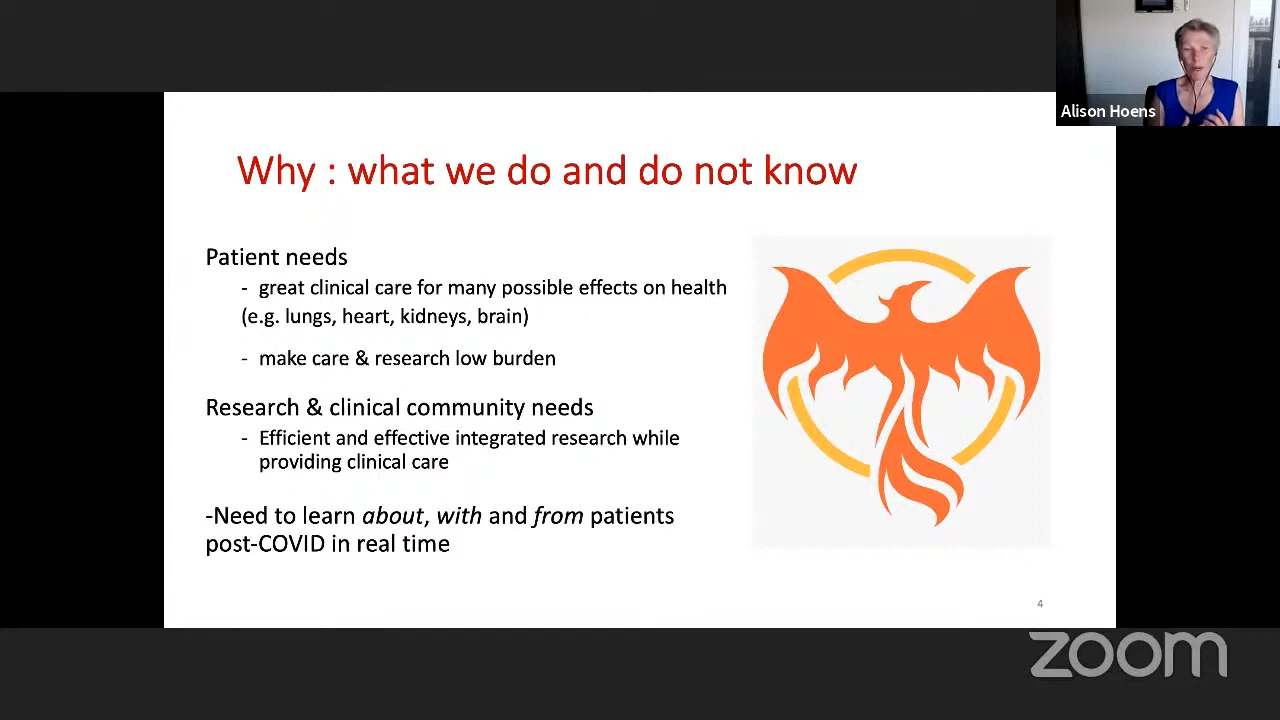 Alison Hoens
Why : what we do and do not know
Patient needs
- great clinical care for many possible effects on health
(e.g. lungs, heart, kidneys, brain)
- make care & research low burden
Research & clinical community needs
- Efficient and effective integrated research while
providing clinical care
-Need to learn about, with and from patients
post-COVID in real time
4
zoom